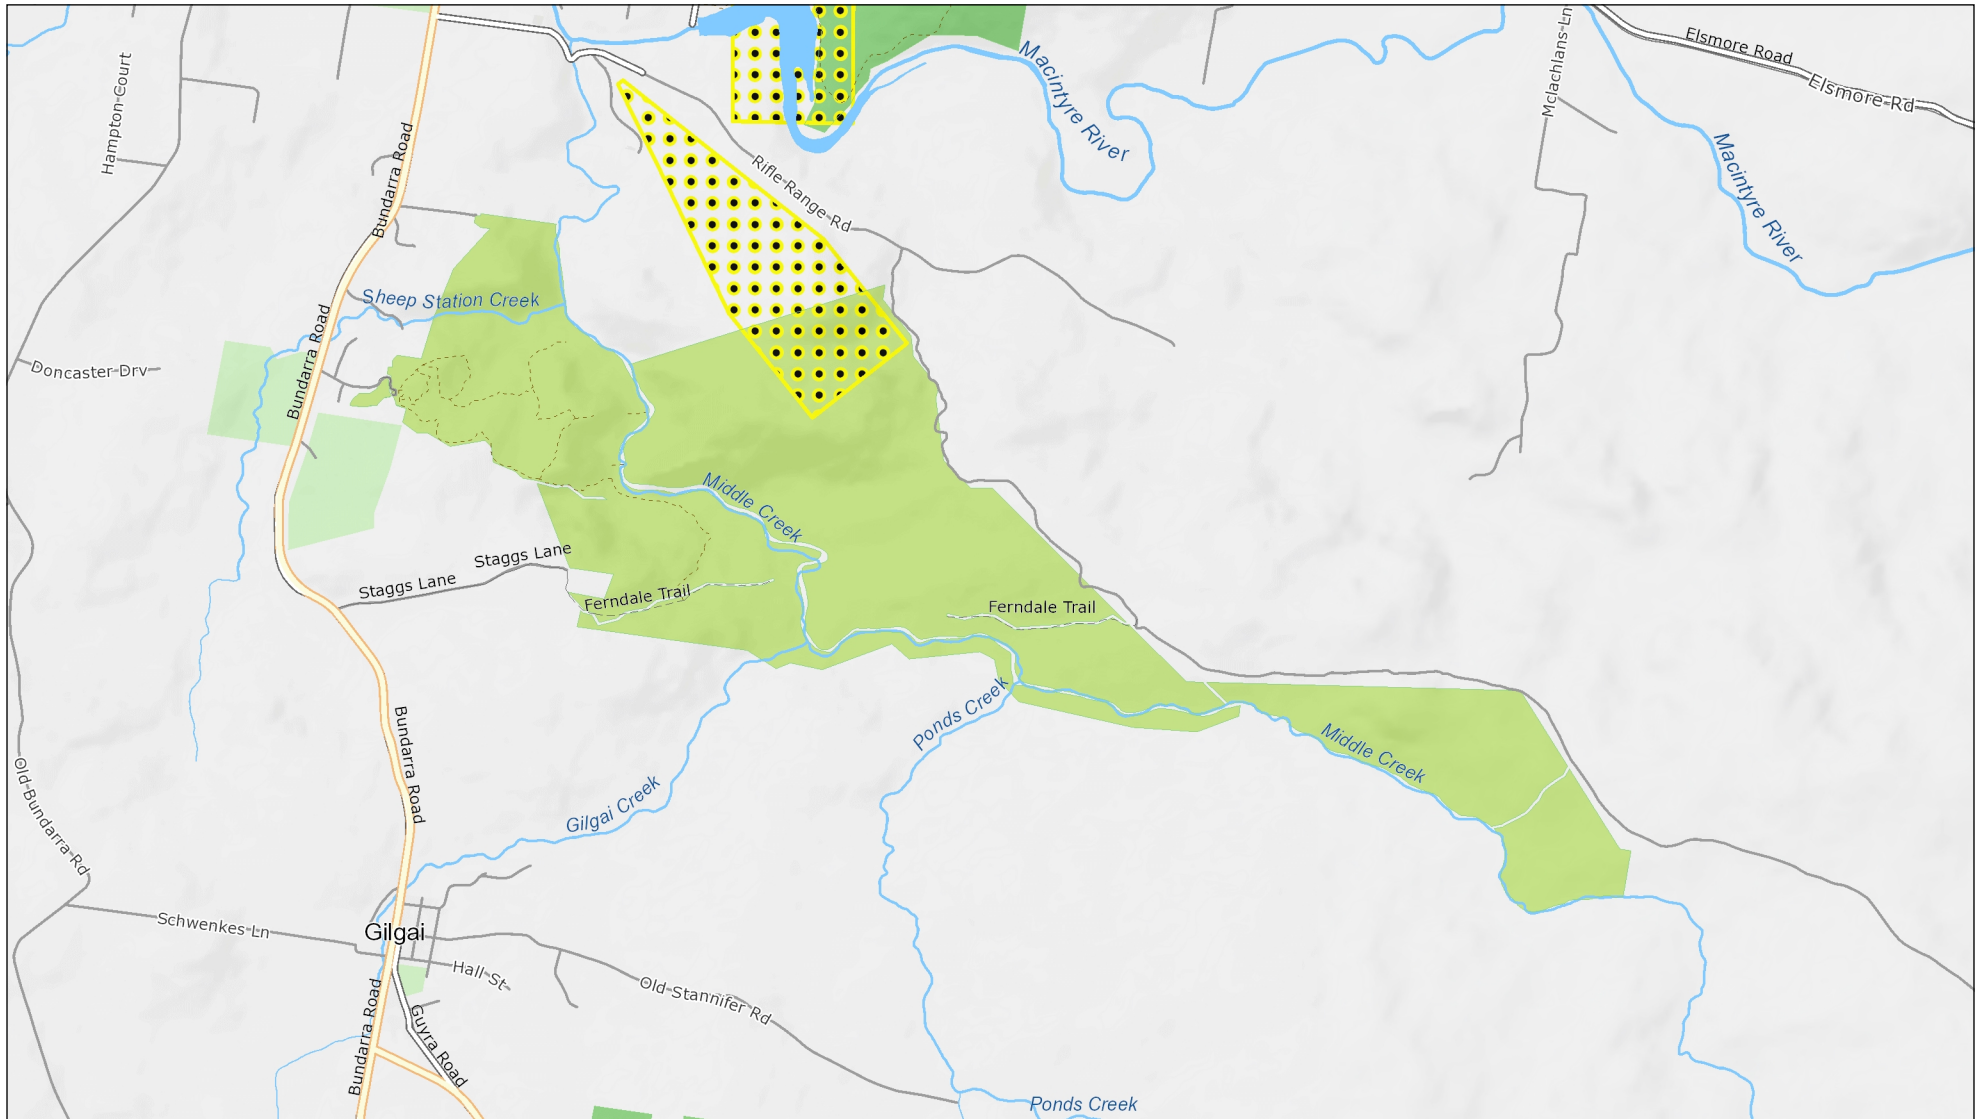 Elsmore Road
Elsmore Rd
Mclachlans-Ln
Hampton-Court
Macintyre River
Macintyre River
Bundarra Road
Rifle-Range-Rd
Sheep Station Creek
Bundarra Road
Doncaster Drv
Middle Creek
Staggs Lane
Staggs Lane
Ferndale Trail
Ferndale Trail
Ponds Creek
Bundarra Road
Middle Creek
Old-Bundarra-Rd
Gilgai Creek
Schwenkes Ln
Gilgai
Hall St
Old Stannifer Rd
Bundarra Road
Guyra Road
Ponds Creek